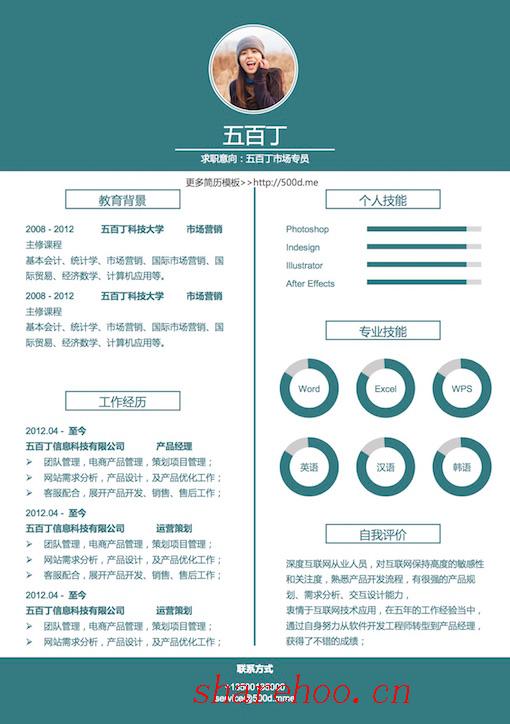 五百丁
求职意向：五百丁市场专员
更多简历模板>>http://500d.me
教育背景
2008 - 2012 五百丁科技大学 市场营销
主修课程
基本会计、统计学、市场营销、国际市场营销、国
际贸易、经济数学、计算机应用等。
2008 - 2012 五百丁科技大学 市场营销
主修课程
基本会计、统计学、市场营销、国际市场营销、国
际贸易、经济数学、计算机应用等。
工作经历
2012.04 - 至今
五百丁信息科技有限公司 产品经理
➢ 团队管理，电商产品管理，策划项目管理；
➢ 网站需求分析，产品设计，及产品优化工作；
➢ 客服配合，展开产品开发、销售、售后工作；
2012.04 - 至今
五百丁信息科技有限公司 运营策划
➢ 团队管理，电商产品管理，策划项目管理；
➢ 网站需求分析，产品设计，及产品优化工作；
➢ 客服配合，展开产品开发、销售、售后工作；
2012.04 - 至今
五百丁信息科技有限公司 运营策划
➢ 团队管理，电商产品管理，策划项目管理；
➢ 网站需求分析，产品设计，及产品优化工作；
个人技能
Photoshop
Indesign
Illustrator
After Effects
专业技能
Word Excel WPS
英语 汉语 韩语
自我评价
深度互联网从业人员，对互联网保持高度的敏感性
和关注度，熟悉产品开发流程，有很强的产品规
划、需求分析、交互设计能力，
衷情于互联网技术应用，在五年的工作经验当中，
通过自身努力从软件开发工程师转型到产品经理，
获得了不错的成绩；
联系方式
service@500d.mme